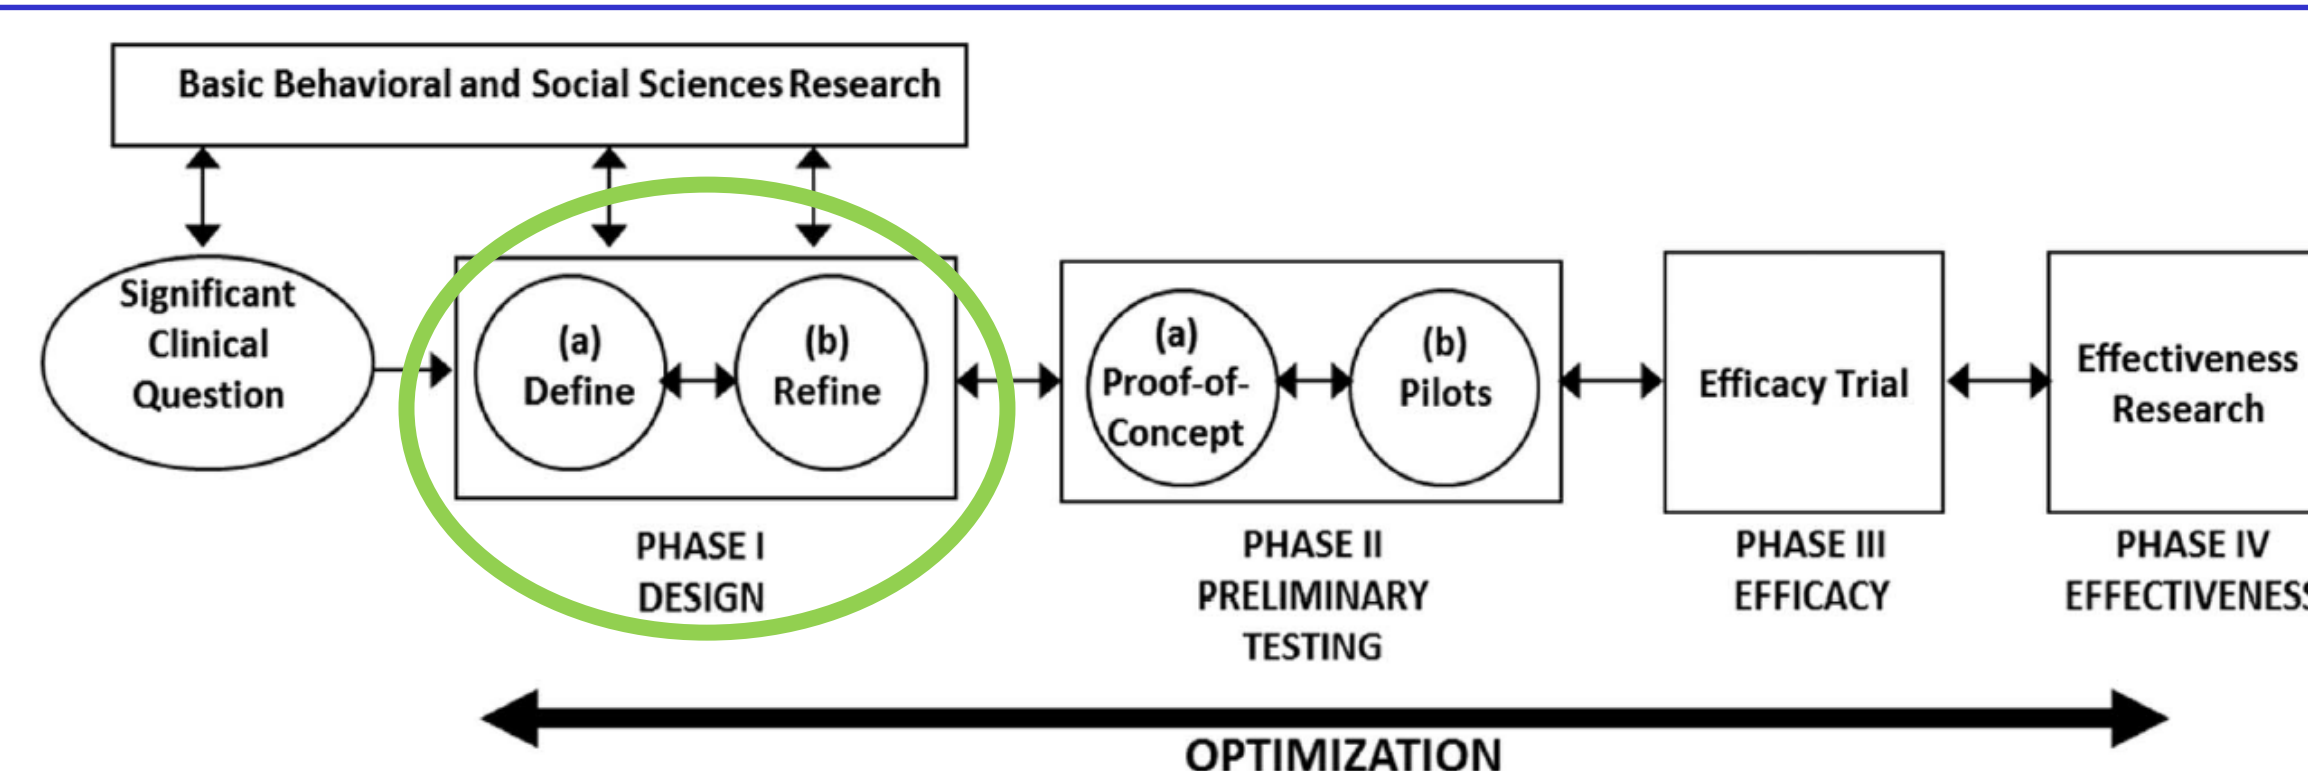 Basic Behavioral and Social Sciences Research
Significant
Clinical
Question
(a)
Define
(b)
Refine
PHASE I
DESIGN
(a)
Proof-of-
Concept
(b)
Pilots
PHASE II
PRELIMINARY
TESTING
Efficacy Trial
PHASE III
EFFICACY
Effectiveness
Research
PHASE IV
EFFECTIVENESS
OPTIMIZATION